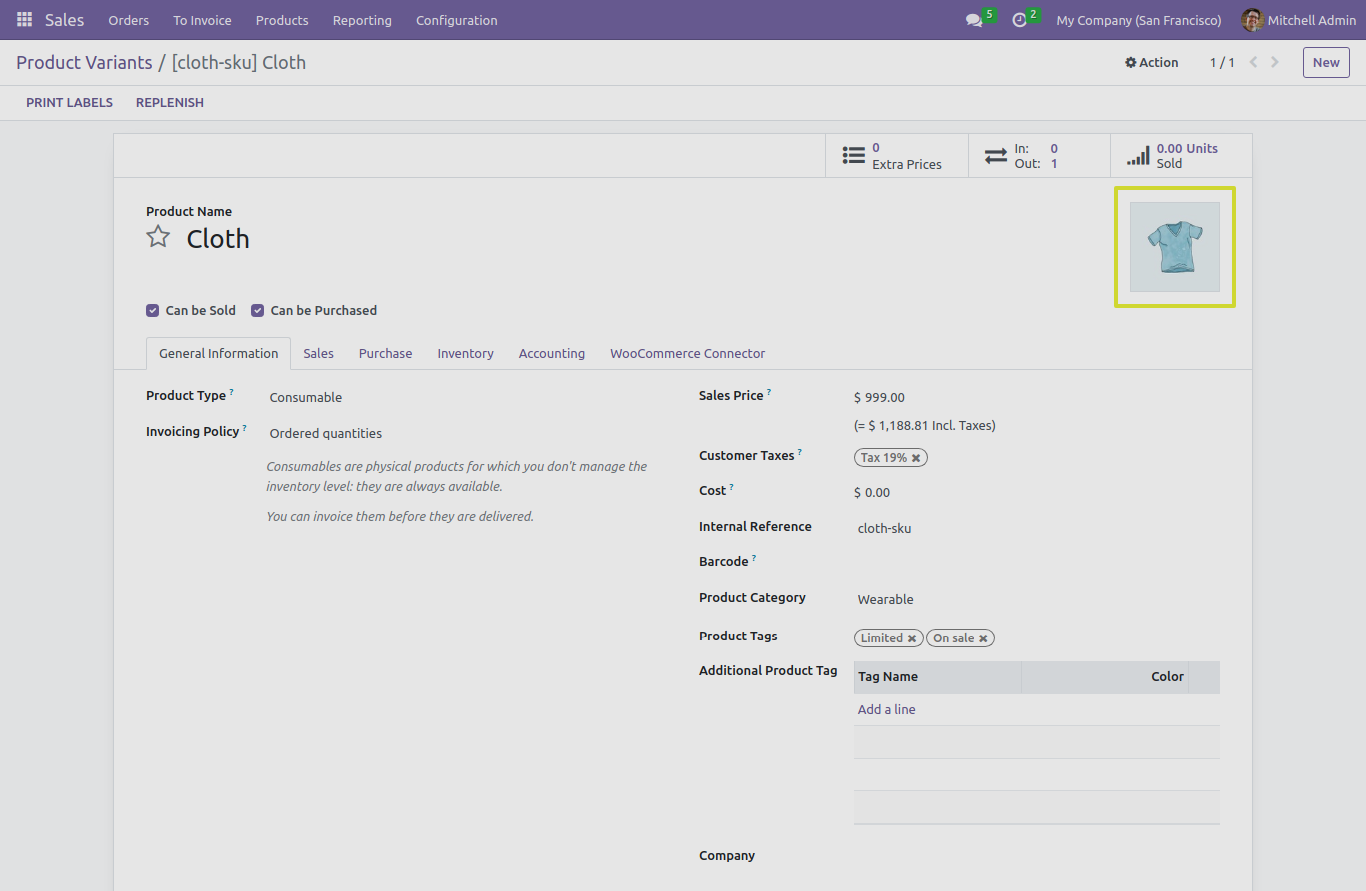 Sales Orders To Invoice Products Reporting Configuration 5 2 My Company (San Francisco) Mitchell Admin
Product Variants / [cloth-sku] Cloth Action 1 / 1 New
PRINT LABELS REPLENISH
0
Extra Prices
In: 0
Out: 1
0.00 Units
Sold
Product Name
Cloth
Can be Sold Can be Purchased
General Information Sales Purchase Inventory Accounting WooCommerce Connector
Product Type ? Consumable
Invoicing Policy ? Ordered quantities
Consumables are physical products for which you don't manage the
inventory level: they are always available.
You can invoice them before they are delivered.
Sales Price ? $ 999.00
(= $ 1,188.81 Incl. Taxes)
Customer Taxes ? Tax 19%
Cost ? $ 0.00
Internal Reference cloth-sku
Barcode ?
Product Category Wearable
Product Tags Limited On sale
Additional Product Tag Tag Name Color
Add a line
Company